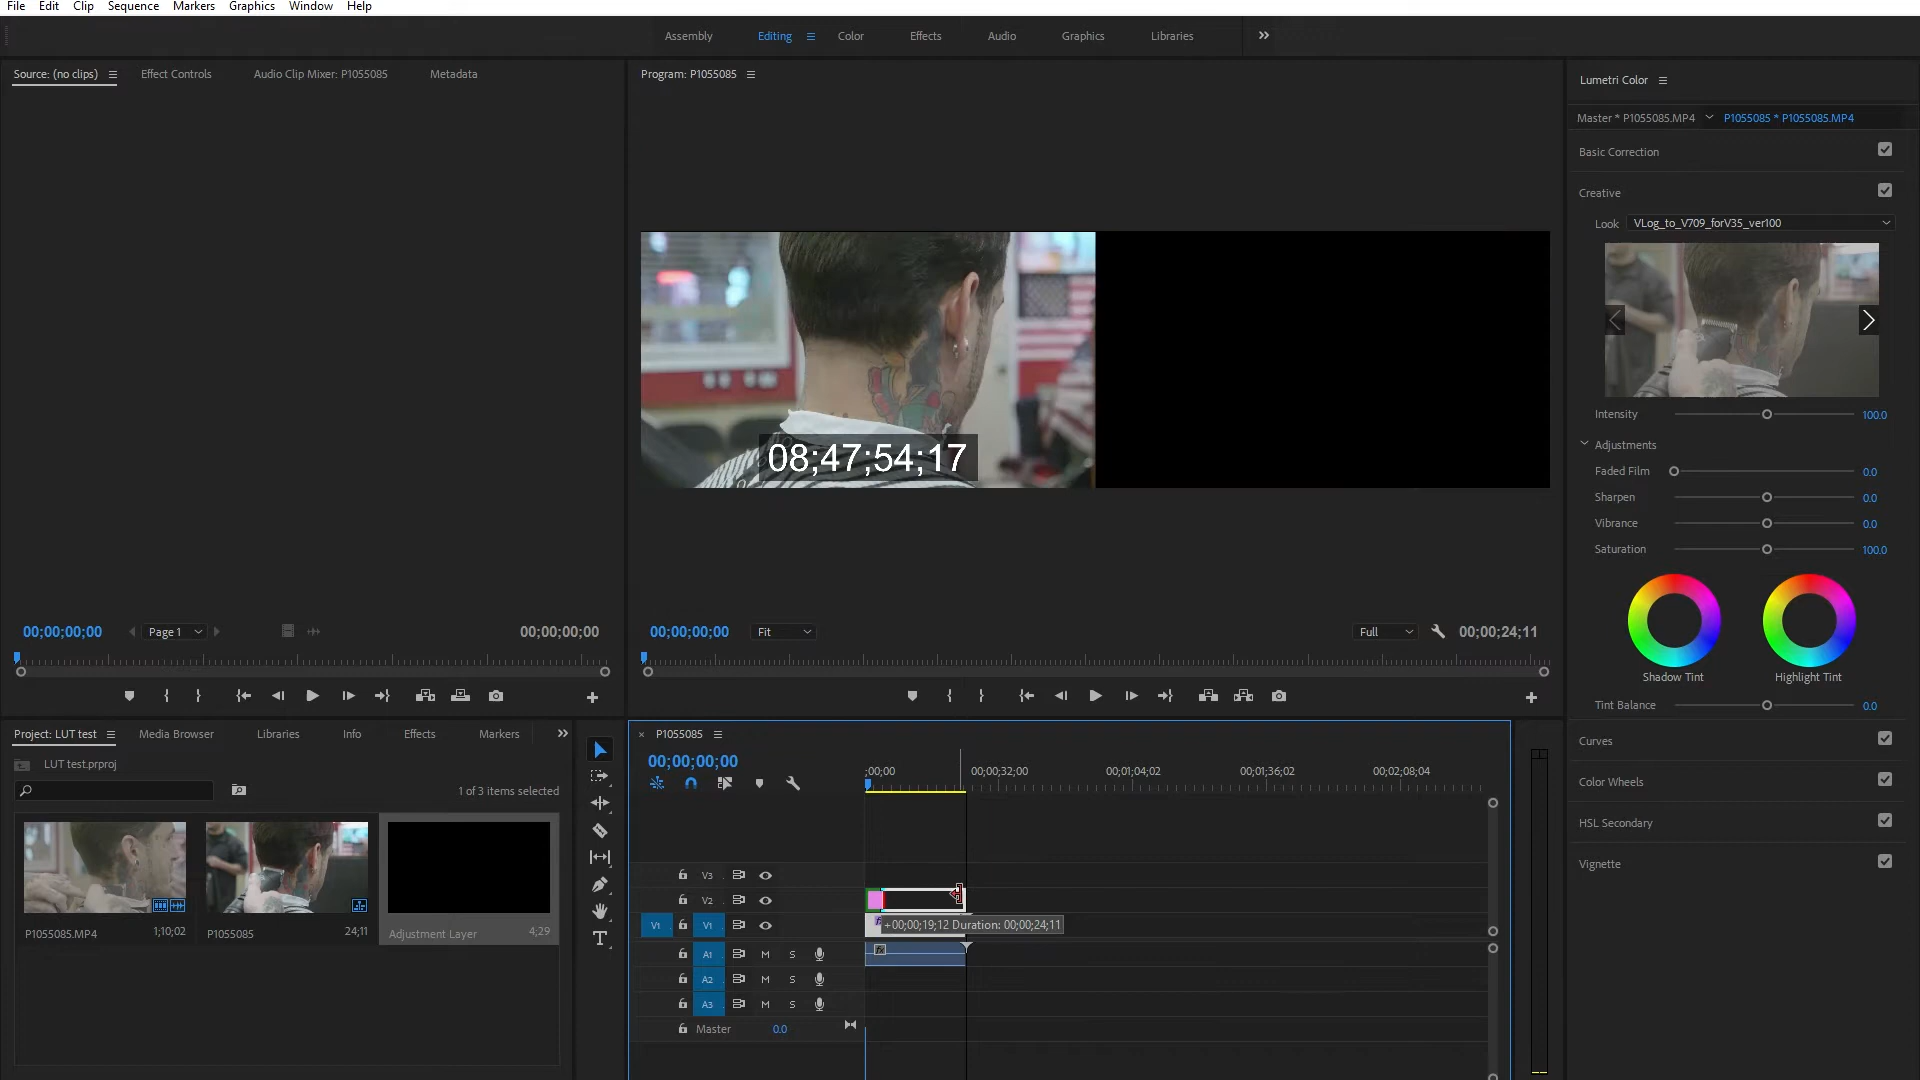 File Edit Clip Sequence Markers Graphics Window Help
Assembly Editing Color Effects Audio Graphics Libraries
Source: (no clips) Effect Controls Audio Clip Mixer: P1055085 Metadata
Program: P1055085
Lumetri Color
Master * P1055085.MP4 P1055085 * P1055085.MP4
Basic Correction
Creative
Look VLog_to_V709_forV35_ver100
Intensity 100.0
Adjustments
Faded Film 0.0
Sharpen 0.0
Vibrance 0.0
Saturation 100.0
Shadow Tint Highlight Tint
Tint Balance 0.0
Curves
Color Wheels
HSL Secondary
Vignette
08;47;54;17
00;00;00;00 Page 1 00;00;00;00
00;00;00;00 Fit Full 00;00;24;11
Project: LUT test Media Browser Libraries Info Effects Markers
LUT test.prproj
1 of 3 items selected
P1055085.MP4 1;10;02
P1055085 24;11
Adjustment Layer 4;29
P1055085
00;00;00;00
;00;00 00;00;32;00 00;01;04;02 00;01;36;02 00;02;08;04
V3
V2
V1 V1
+00;00;19;12 Duration: 00;00;24;11
A1 M S
A2 M S
A3 M S
Master 0.0